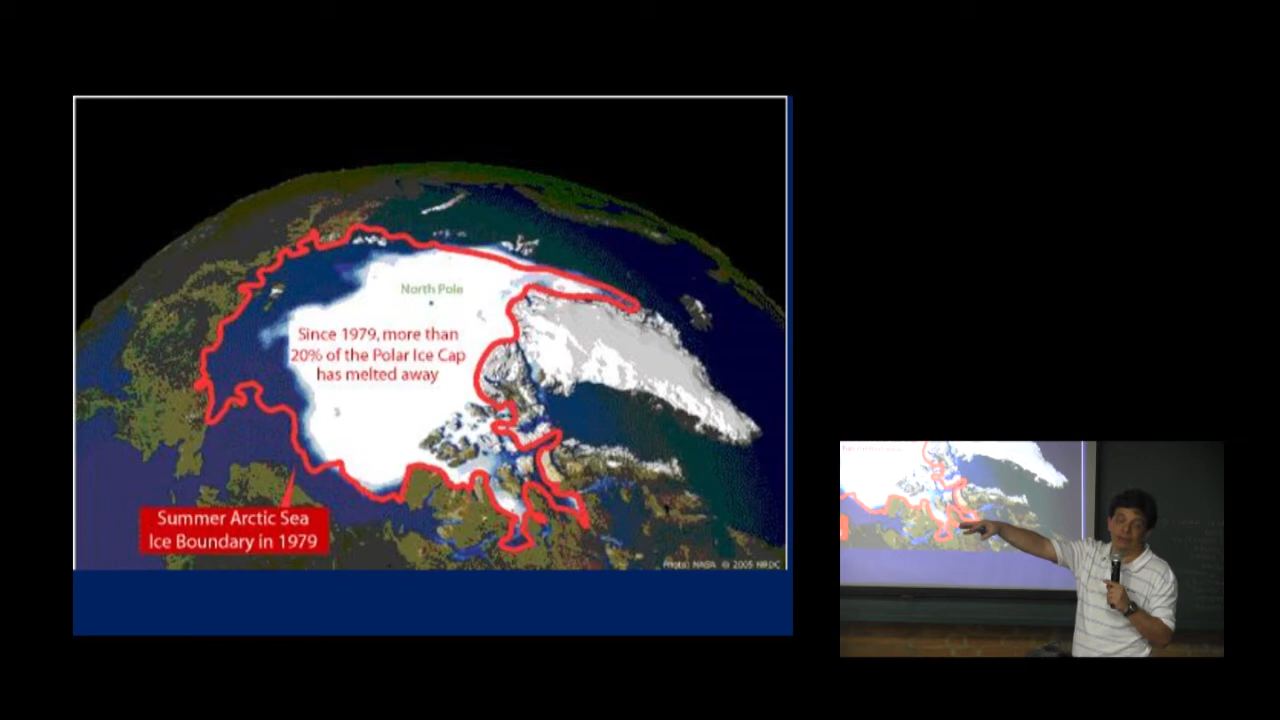 North Pole
Since 1979, more than
20% of the Polar Ice Cap
has melted away
Summer Arctic Sea
Ice Boundary in 1979
Photo: NASA © 2005 NRDC